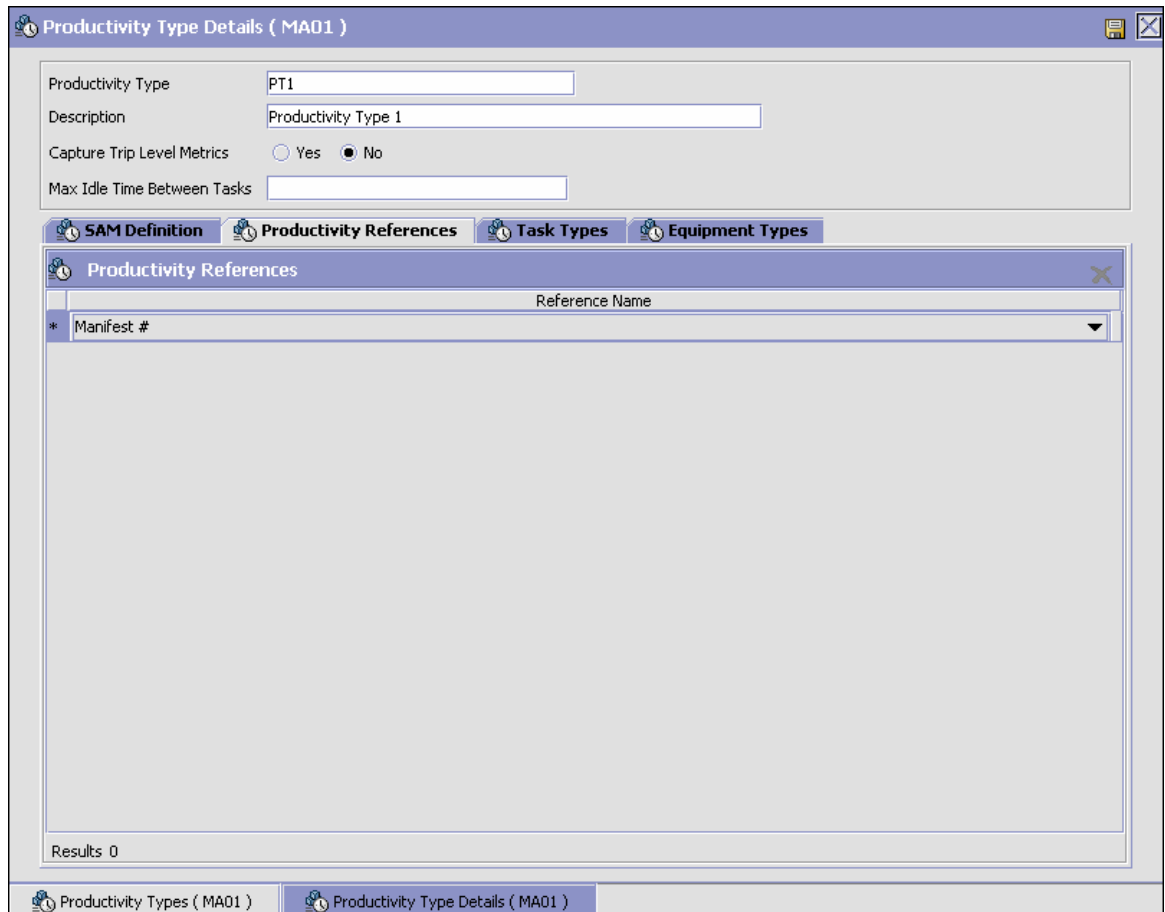 Productivity Type Details ( MA01 )
Productivity Type PT1
Description Productivity Type 1
Capture Trip Level Metrics Yes No
Max Idle Time Between Tasks
SAM Definition Productivity References Task Types Equipment Types
Productivity References
Reference Name
* Manifest #
Results 0
Productivity Types ( MA01 ) Productivity Type Details ( MA01 )